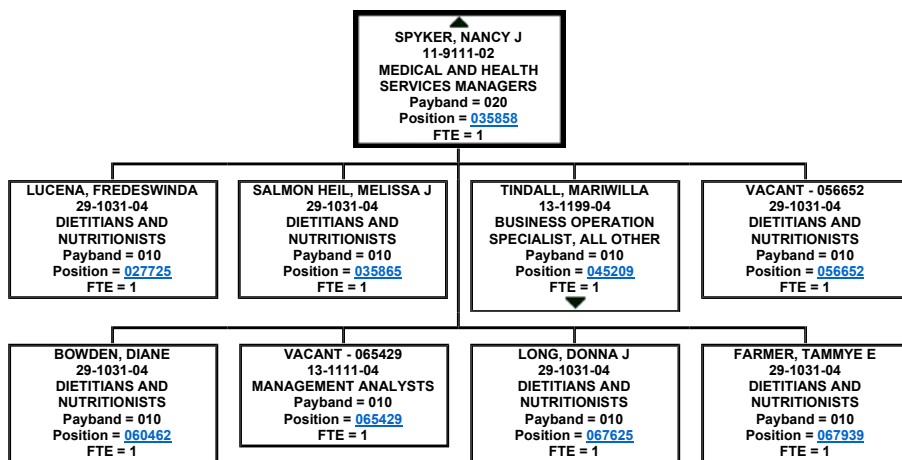 SPYKER, NANCY J
11-9111-02
MEDICAL AND HEALTH
SERVICES MANAGERS
Payband = 020
Position = 035858
FTE = 1
LUCENA, FREDESWINDA
29-1031-04
DIETITIANS AND
NUTRITIONISTS
Payband = 010
Position = 027725
FTE = 1
SALMON HEIL, MELISSA J
29-1031-04
DIETITIANS AND
NUTRITIONISTS
Payband = 010
Position = 035865
FTE = 1
TINDALL, MARIWILLA
13-1199-04
BUSINESS OPERATION
SPECIALIST, ALL OTHER
Payband = 010
Position = 045209
FTE = 1
VACANT - 056652
29-1031-04
DIETITIANS AND
NUTRITIONISTS
Payband = 010
Position = 056652
FTE = 1
BOWDEN, DIANE
29-1031-04
DIETITIANS AND
NUTRITIONISTS
Payband = 010
Position = 060462
FTE = 1
VACANT - 065429
13-1111-04
MANAGEMENT ANALYSTS
Payband = 010
Position = 065429
FTE = 1
LONG, DONNA J
29-1031-04
DIETITIANS AND
NUTRITIONISTS
Payband = 010
Position = 067625
FTE = 1
FARMER, TAMMYE E
29-1031-04
DIETITIANS AND
NUTRITIONISTS
Payband = 010
Position = 067939
FTE = 1